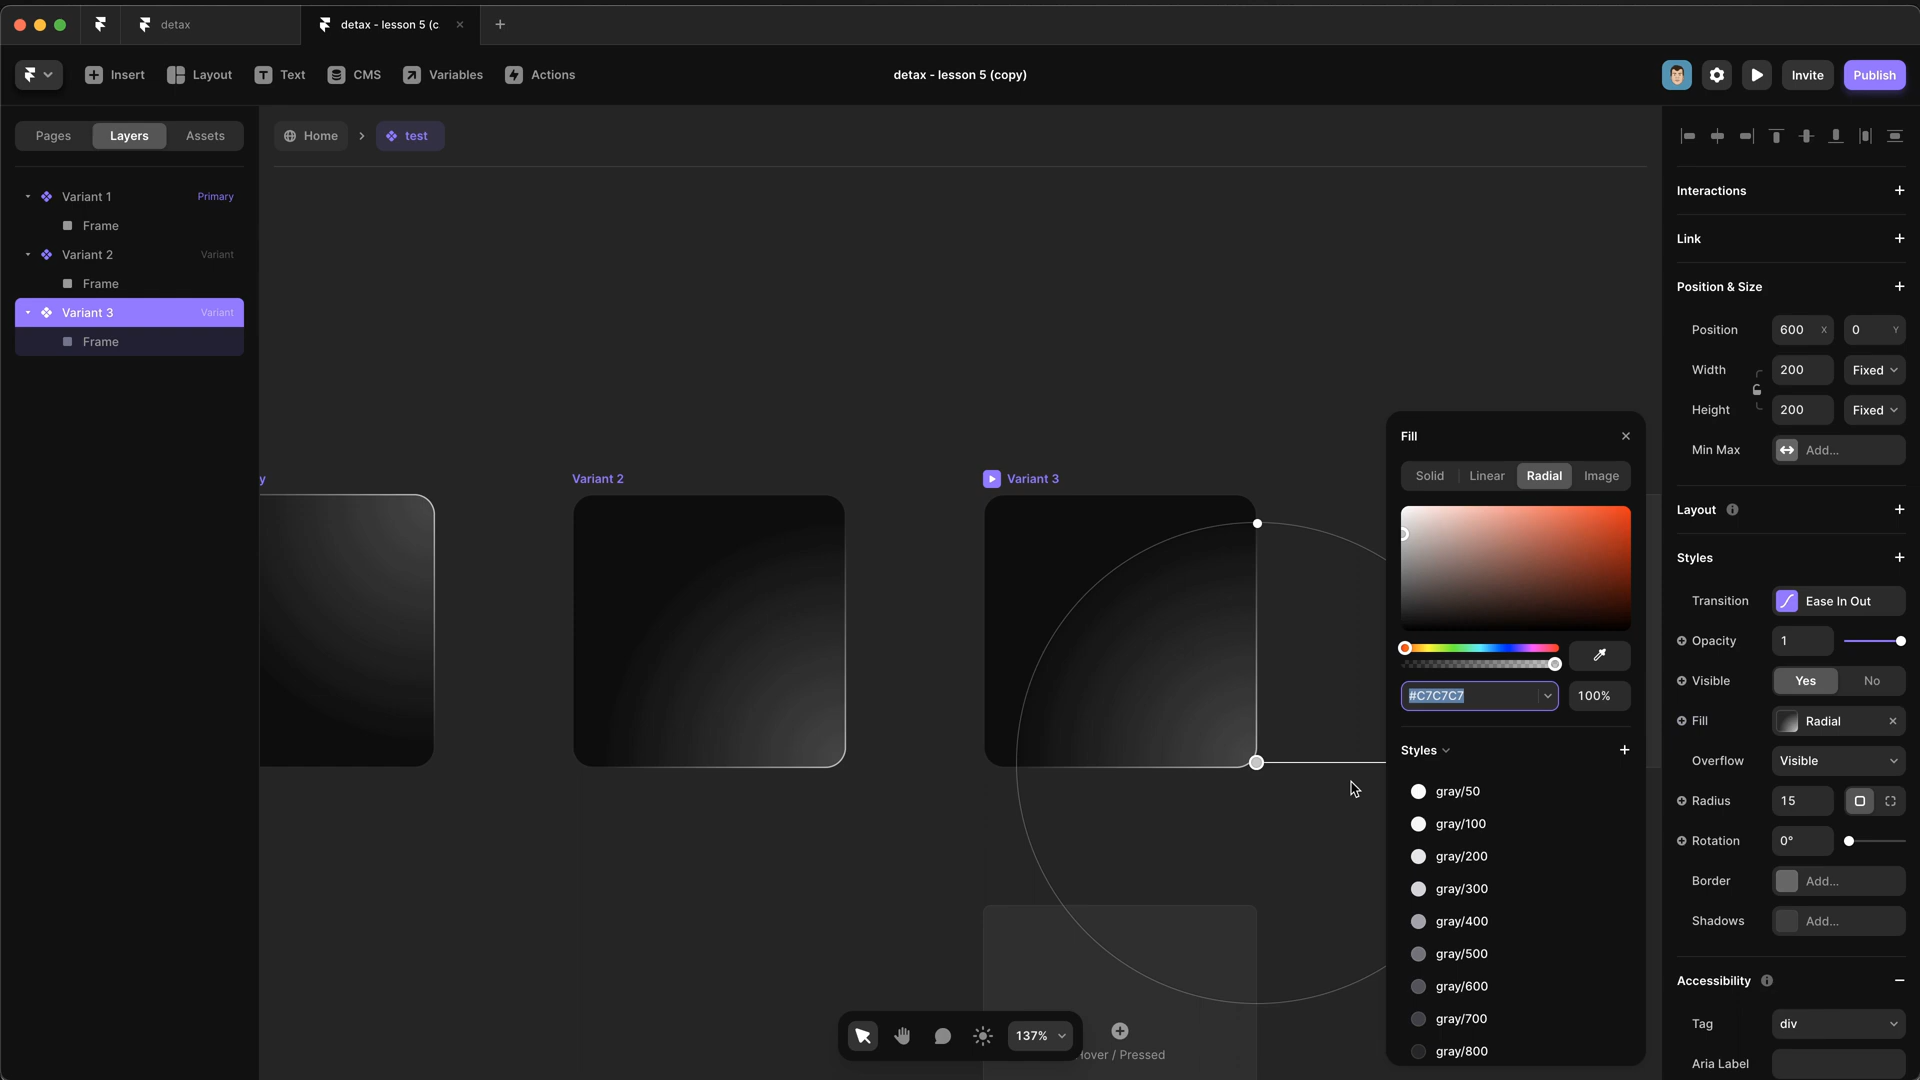 detax
detax - lesson 5 (c
Insert
Layout
Text
CMS
Variables
Actions
detax - lesson 5 (copy)
Invite
Publish
Pages
Layers
Assets
Home
test
Variant 1
Primary
Frame
Variant 2
Variant
Frame
Variant 3
Variant
Frame
y
Variant 2
Variant 3
137%
Hover / Pressed
Fill
Solid
Linear
Radial
Image
#C7C7C7
100%
Styles
gray/50
gray/100
gray/200
gray/300
gray/400
gray/500
gray/600
gray/700
gray/800
Interactions
Link
Position & Size
Position
600 X
0 Y
Width
200
Fixed
Height
200
Fixed
Min Max
Add...
Layout
Styles
Transition
Ease In Out
Opacity
1
Visible
Yes
No
Fill
Radial
Overflow
Visible
Radius
15
Rotation
0°
Border
Add...
Shadows
Add...
Accessibility
Tag
div
Aria Label